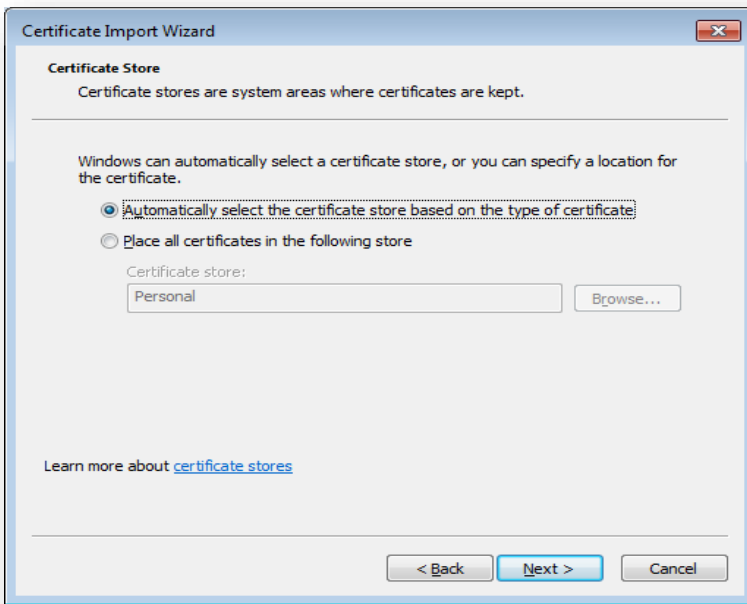 Certificate Import Wizard
Certificate Store
Certificate stores are system areas where certificates are kept.
Windows can automatically select a certificate store, or you can specify a location for
the certificate.
Automatically select the certificate store based on the type of certificate
Place all certificates in the following store
Certificate store:
Personal
Browse...
Learn more about certificate stores
< Back
Next >
Cancel